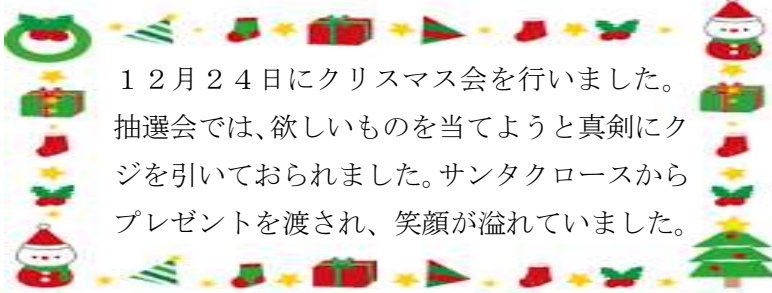 １２月２４日にクリスマス会を行いました。
抽選会では、欲しいものを当てようと真剣にク
ジを引いておられました。サンタクロースから
プレゼントを渡され、笑顔が溢れていました。